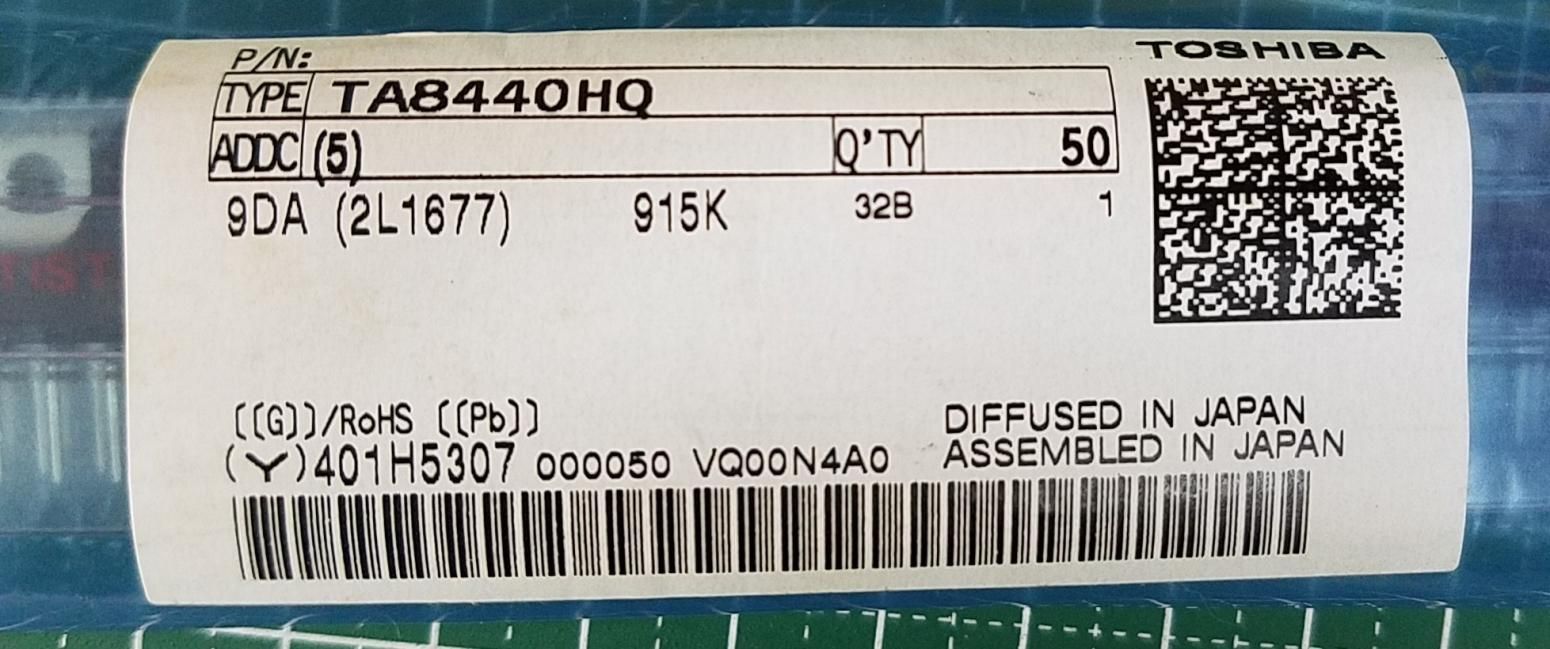 P/N:
TOSHIBA
TYPE TA8440HQ
ADDC (5) Q'TY 50
9DA (2L1677) 915K 32B 1
[[G]]/RoHS [[Pb]]
DIFFUSED IN JAPAN
(Y)401H5307 000050 VQ00N4A0
ASSEMBLED IN JAPAN
TIST